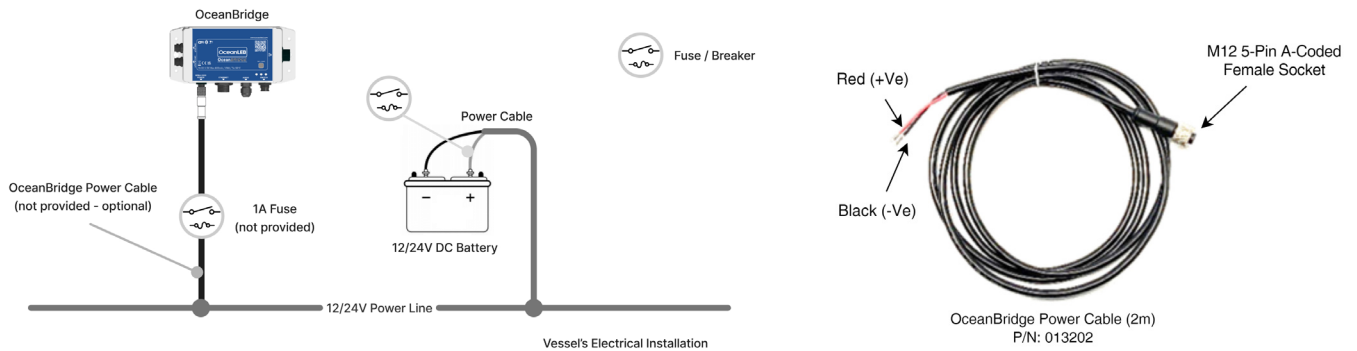 OceanBridge
OceanLED
Fuse / Breaker
Power Cable
OceanBridge Power Cable
(not provided - optional)
1A Fuse
(not provided)
12/24V DC Battery
12/24V Power Line
Vessel's Electrical Installation
M12 5-Pin A-Coded
Female Socket
Red (+Ve)
Black (-Ve)
OceanBridge Power Cable (2m)
P/N: 013202